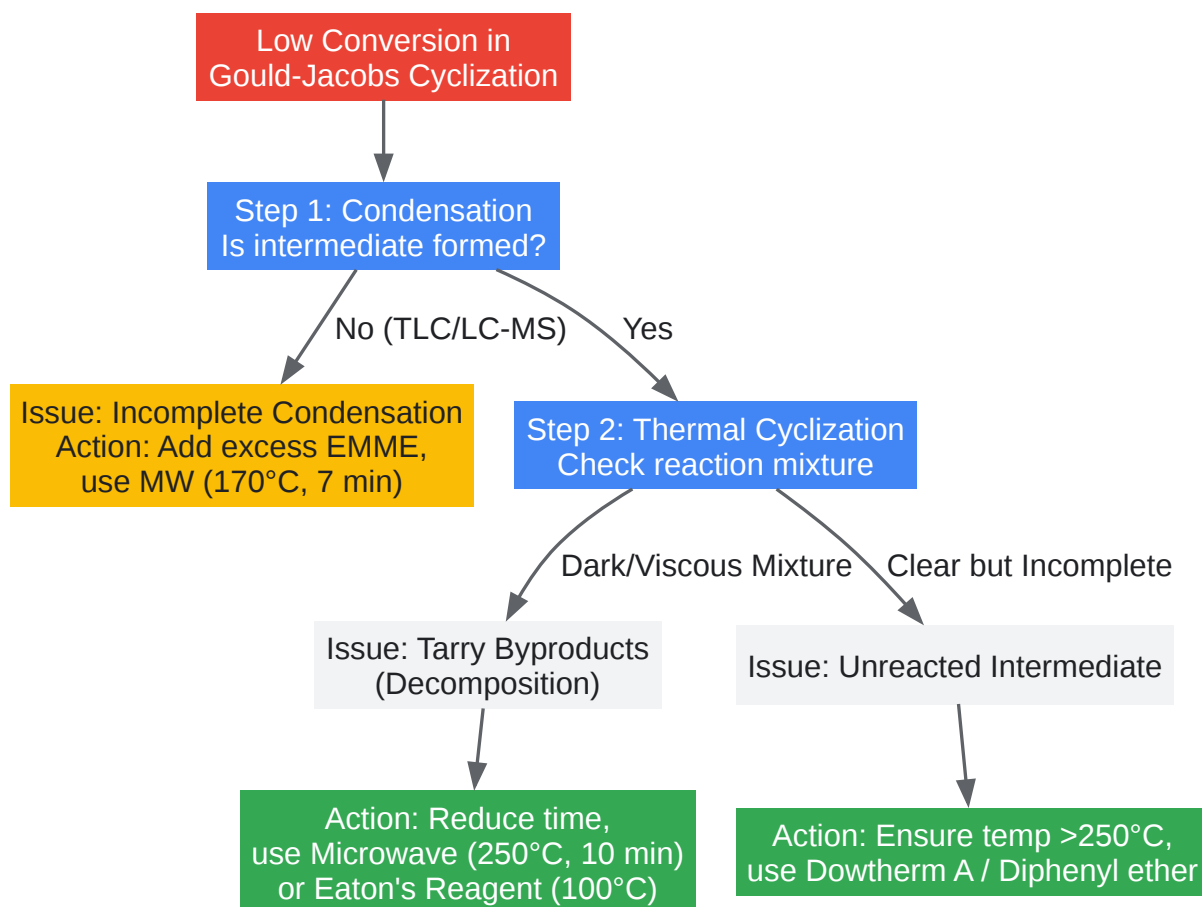 Low Conversion in
Gould-Jacobs Cyclization
Step 1: Condensation
Is intermediate formed?
No (TLC/LC-MS)
Yes
Issue: Incomplete Condensation
Action: Add excess EMME,
use MW (170°C, 7 min)
Step 2: Thermal Cyclization
Check reaction mixture
Dark/Viscous Mixture
Clear but Incomplete
Issue: Tarry Byproducts
(Decomposition)
Issue: Unreacted Intermediate
Action: Reduce time,
use Microwave (250°C, 10 min)
or Eaton's Reagent (100°C)
Action: Ensure temp >250°C,
use Dowtherm A / Diphenyl ether